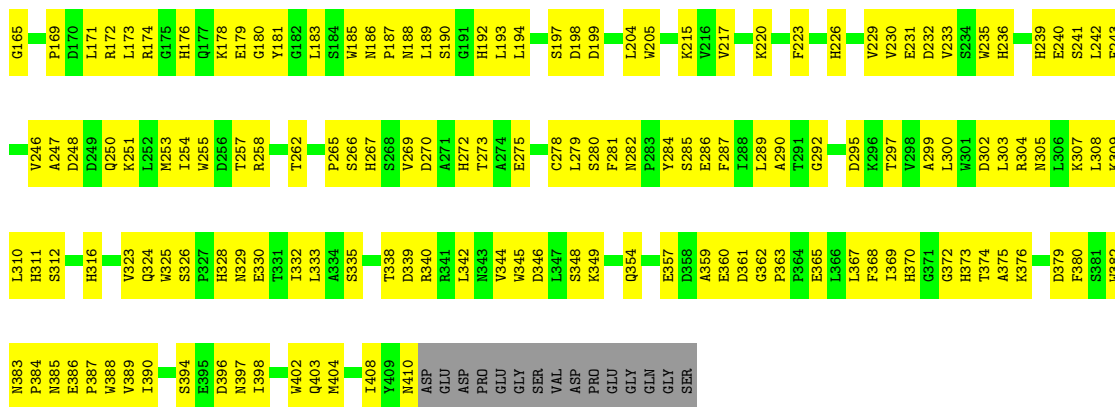 G165 P169 D170 L171 R172 L173 R174 G175 H176 Q177 K178 E179 G180 Y181 G182 L183 S184 W185 N186 P187 N188 L189 S190 G191 H192 L193 L194 S197 D198 D199 L204 W205 K215 V216 V217 K220 F223 H226 V229 V230 E231 D232 V233 S234 W235 H236 H239 E240 S241 L242
V246 A247 D248 D249 Q250 K251 L252 M253 I254 W255 D256 T257 R258 T262 P265 S266 H267 S268 V269 D270 A271 H272 T273 A274 E275 C278 L279 S280 F281 N282 P283 Y284 S285 E286 F287 I288 L289 A290 T291 G292 D295 K296 T297 V298 A299 L300 W301 D302 L303 R304 N305 L306 K307 L308
L310 H311 S312 H316 V323 Q324 W325 S326 P327 H328 N329 E330 T331 I332 L333 A334 S335 T338 D339 R340 R341 L342 N343 V344 W345 D346 L347 S348 K349 Q354 E357 D358 A359 E360 D361 G362 P363 P364 E365 L366 L367 F368 I369 H370 G371 G372 H373 T374 A375 K376 D379 F380 S381
N383 P384 N385 E386 P387 W388 V389 I390 S394 E395 D396 N397 I398 W402 Q403 M404 I408 Y409 N410 ASP GLU ASP PRO GLU GLY SER VAL ASP PRO GLU GLY GLN GLY SER